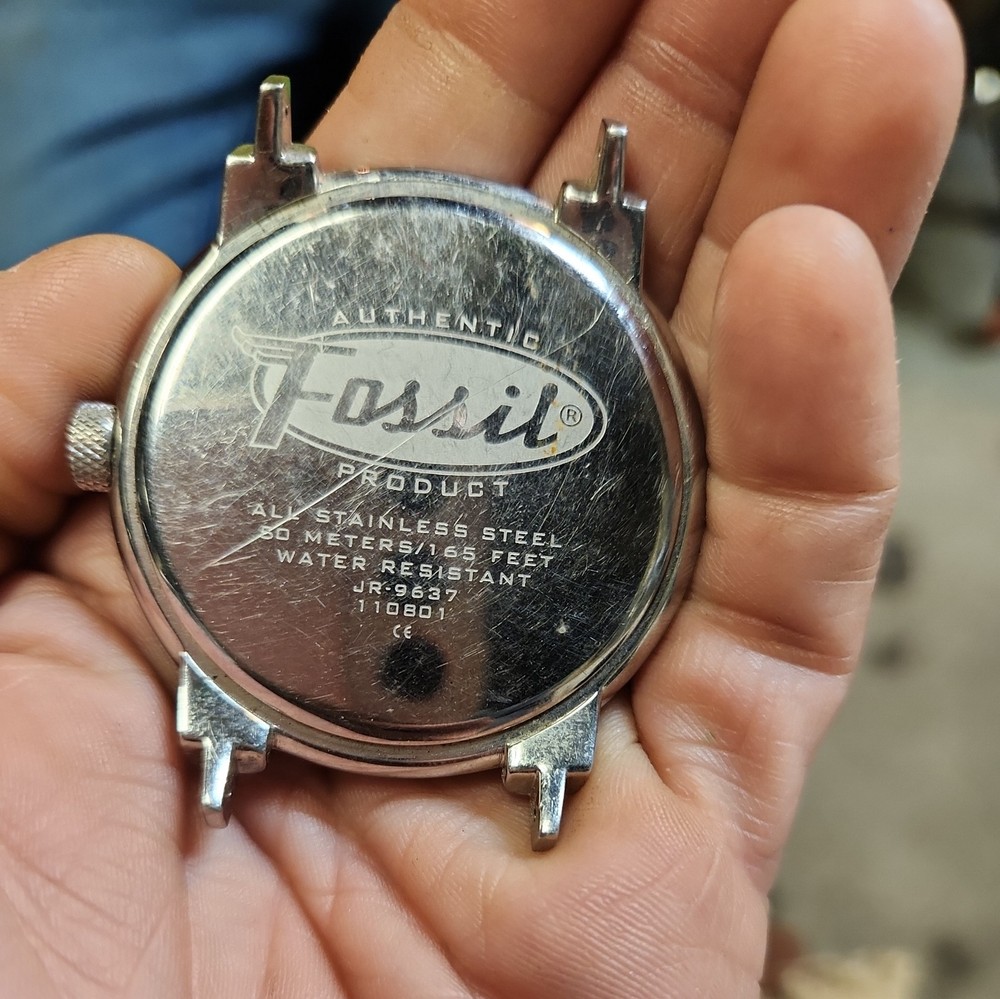 AUTHENTIC
Fossil®
PRODUCT
ALL STAINLESS STEEL
50 METERS/165 FEET
WATER RESISTANT
JR-9637
110801
CE